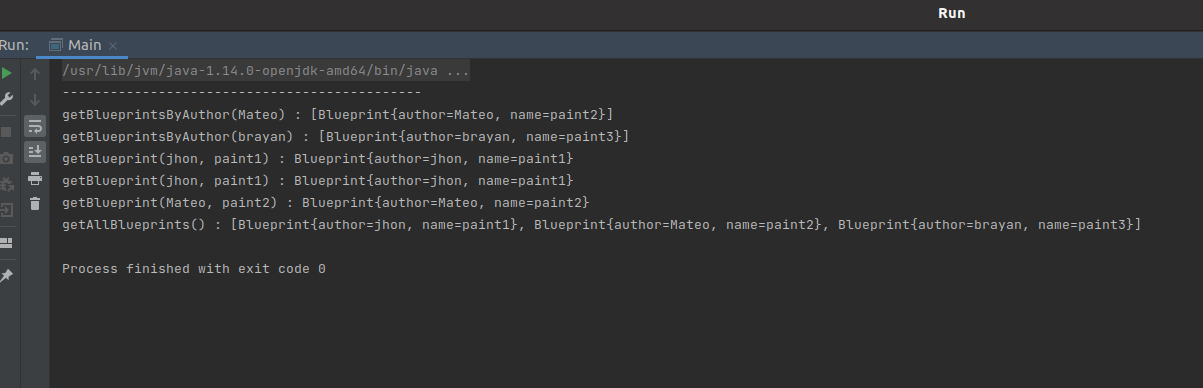 Run
Run: Main ×
/usr/lib/jvm/java-1.14.0-openjdk-amd64/bin/java ...
---------------------------------------------
getBlueprintsByAuthor(Mateo) : [Blueprint{author=Mateo, name=paint2}]
getBlueprintsByAuthor(brayan) : [Blueprint{author=brayan, name=paint3}]
getBlueprint(jhon, paint1) : Blueprint{author=jhon, name=paint1}
getBlueprint(jhon, paint1) : Blueprint{author=jhon, name=paint1}
getBlueprint(Mateo, paint2) : Blueprint{author=Mateo, name=paint2}
getAllBlueprints() : [Blueprint{author=jhon, name=paint1}, Blueprint{author=Mateo, name=paint2}, Blueprint{author=brayan, name=paint3}]
Process finished with exit code 0